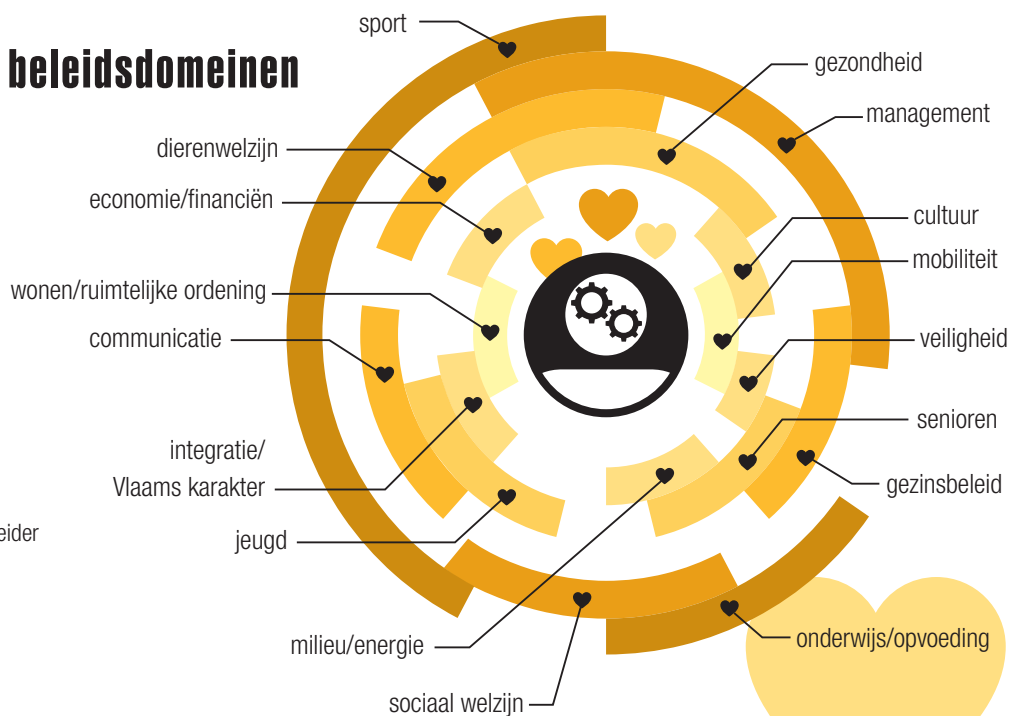 beleidsdomeinen
sport
gezondheid
management
dierenwelzijn
economie/financiën
cultuur
mobiliteit
wonen/ruimtelijke ordening
communicatie
veiligheid
senioren
integratie/
Vlaams karakter
gezinsbeleid
eider
jeugd
milieu/energie
onderwijs/opvoeding
sociaal welzijn